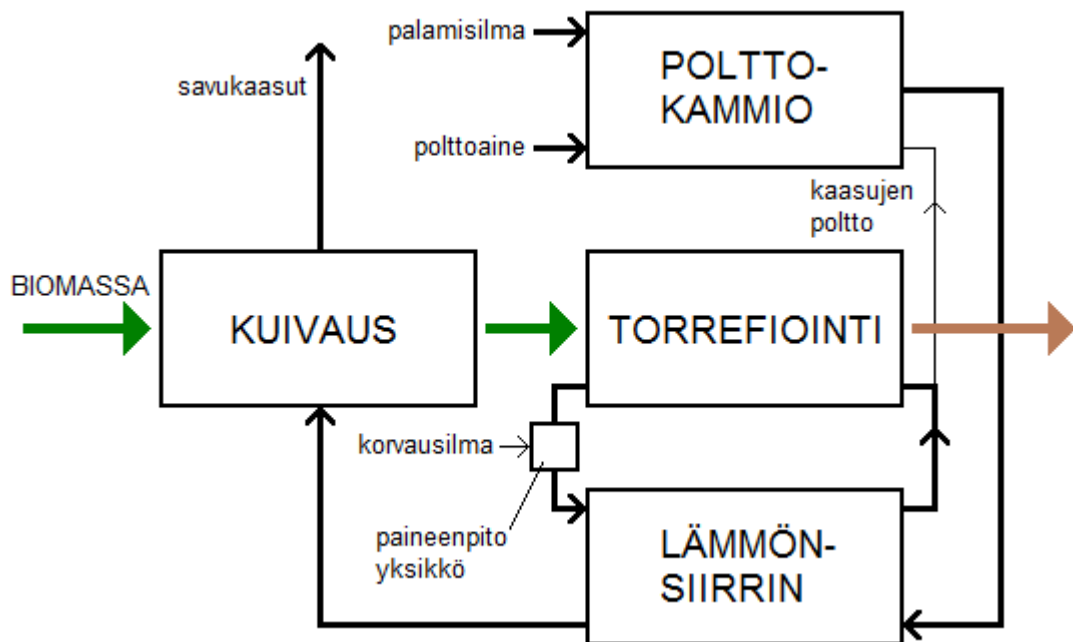 palamisilma
POLTTO-
KAMMIO
savukaasut
polttoaine
kaasujen
poltto
BIOMASSA
KUIVAUS
TORREFIOINTI
korvausilma
paineenpito
yksikkö
LÄMMÖN-
SIIRRIN